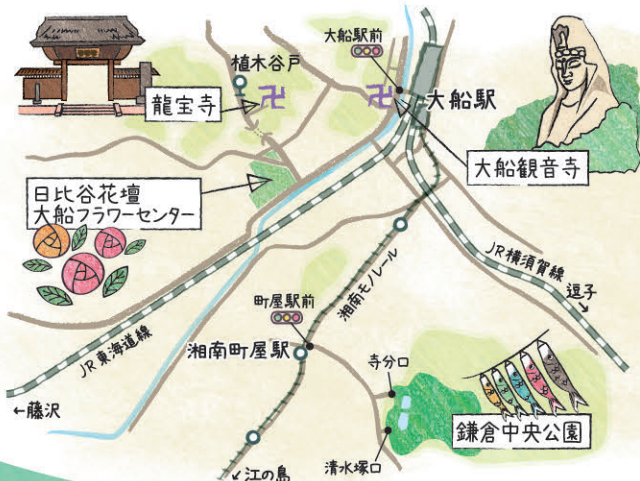 大船駅前
植木谷戸
龍宝寺
大船駅
大船観音寺
日比谷花壇
大船フラワーセンター
JR横須賀線
逗子
→
湘南モノレール
町屋駅前
湘南町屋駅
JR東海道線
寺分口
←藤沢
鎌倉中央公園
清水塚口
↙江の島